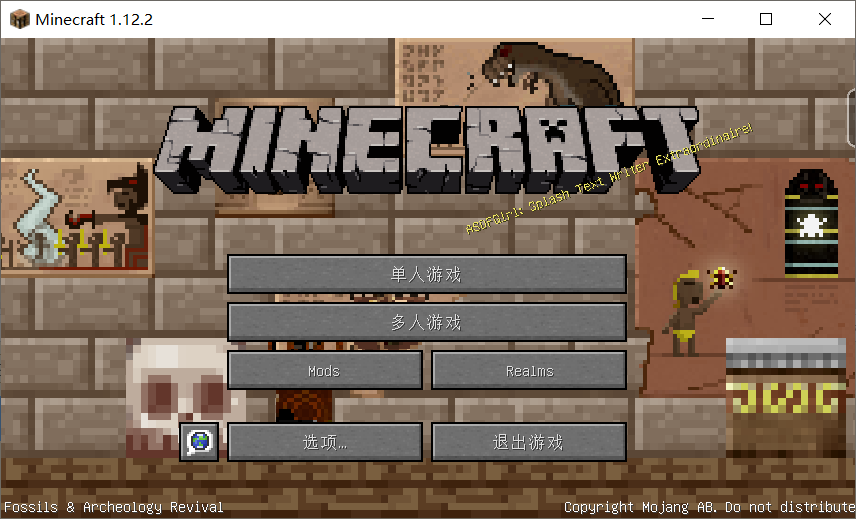 Minecraft 1.12.2
MINECRAFT
ASDFQlrl: Splash Text Writer Extraordinaire!
单人游戏
多人游戏
Mods
Realms
选项…
退出游戏
Fossils & Archeology Revival
Copyright Mojang AB. Do not distribute